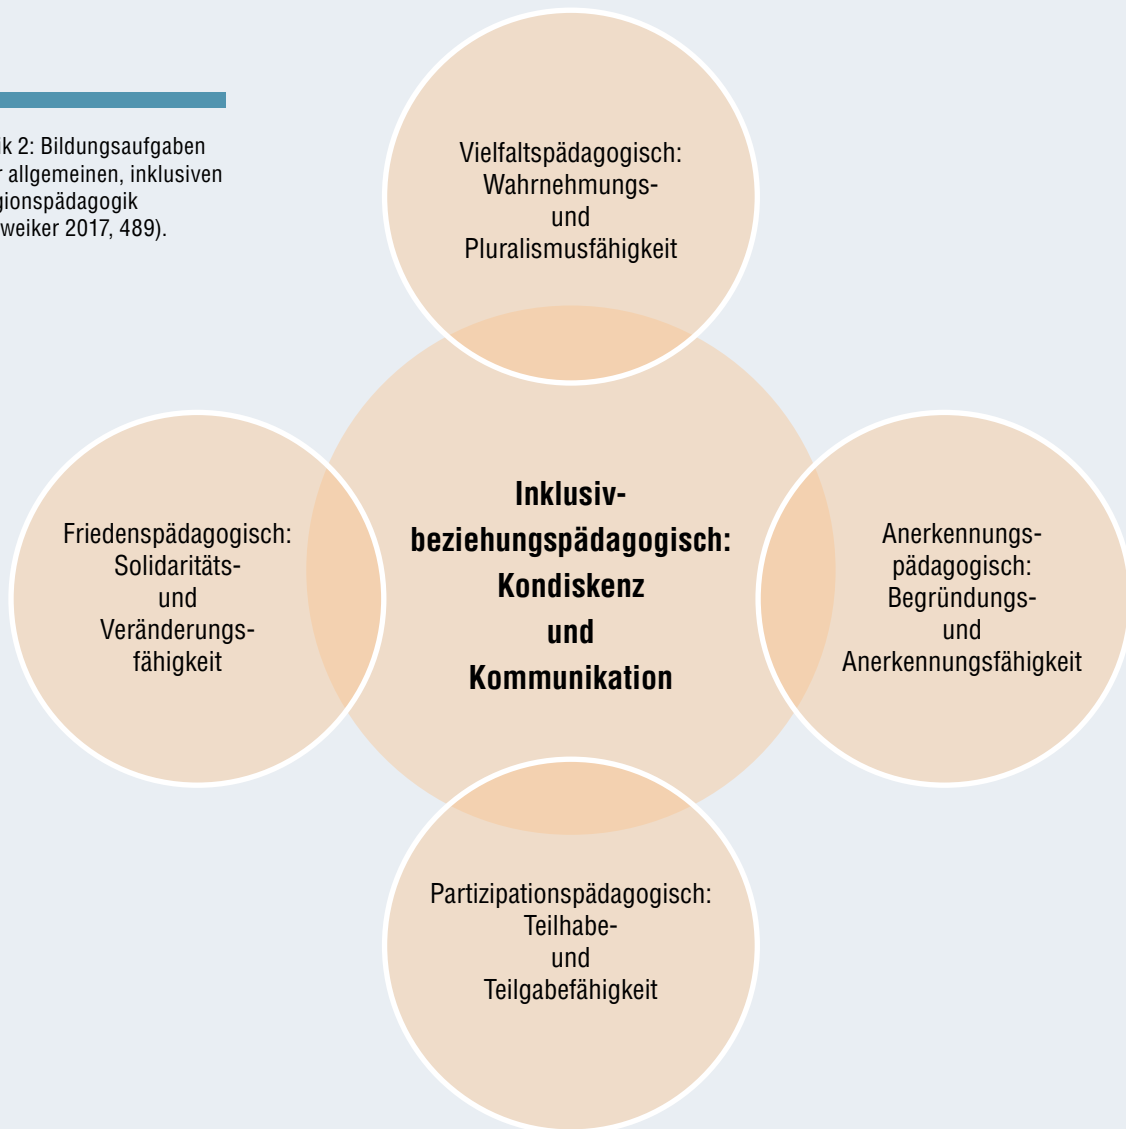 ik 2: Bildungsaufgaben
r allgemeinen, inklusiven
gionspädagogik
weiker 2017, 489).
Vielfaltspädagogisch:
Wahrnehmungs-
und
Pluralismusfähigkeit
Friedenspädagogisch:
Solidaritäts-
und
Veränderungs-
fähigkeit
Inklusiv-
beziehungspädagogisch:
Kondiskenz
und
Kommunikation
Anerkennungs-
pädagogisch:
Begründungs-
und
Anerkennungsfähigkeit
Partizipationspädagogisch:
Teilhabe-
und
Teilgabefähigkeit